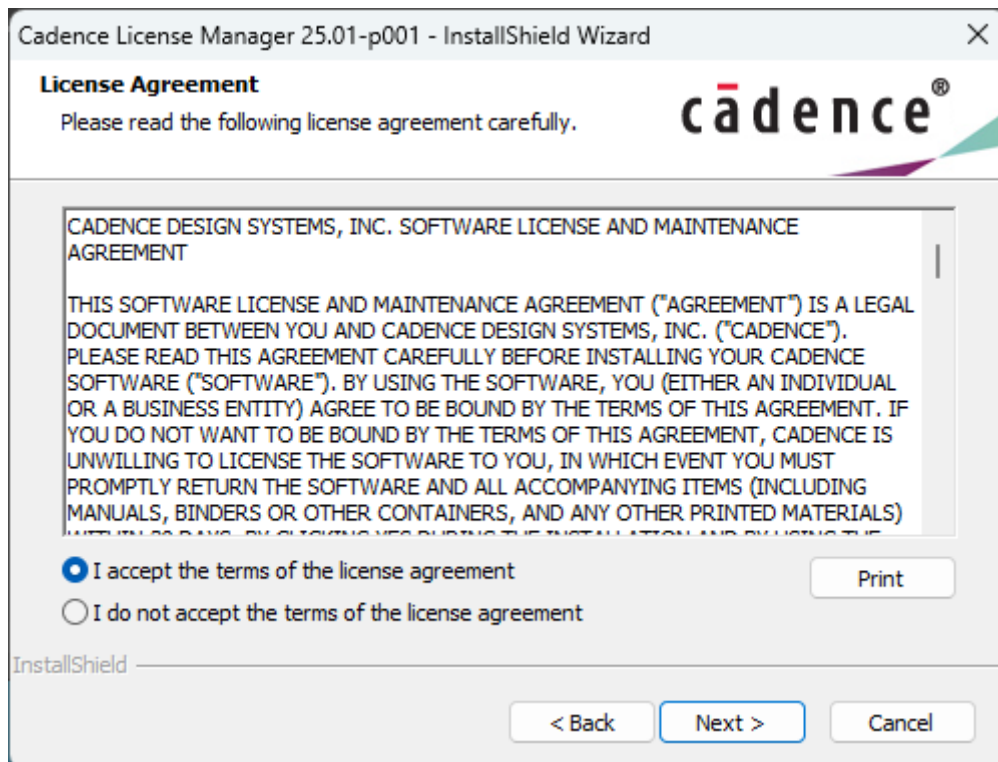 Cadence License Manager 25.01-p001 - InstallShield Wizard
License Agreement
Please read the following license agreement carefully.
cādence®
CADENCE DESIGN SYSTEMS, INC. SOFTWARE LICENSE AND MAINTENANCE
AGREEMENT
THIS SOFTWARE LICENSE AND MAINTENANCE AGREEMENT ("AGREEMENT") IS A LEGAL
DOCUMENT BETWEEN YOU AND CADENCE DESIGN SYSTEMS, INC. ("CADENCE").
PLEASE READ THIS AGREEMENT CAREFULLY BEFORE INSTALLING YOUR CADENCE
SOFTWARE ("SOFTWARE"). BY USING THE SOFTWARE, YOU (EITHER AN INDIVIDUAL
OR A BUSINESS ENTITY) AGREE TO BE BOUND BY THE TERMS OF THIS AGREEMENT. IF
YOU DO NOT WANT TO BE BOUND BY THE TERMS OF THIS AGREEMENT, CADENCE IS
UNWILLING TO LICENSE THE SOFTWARE TO YOU, IN WHICH EVENT YOU MUST
PROMPTLY RETURN THE SOFTWARE AND ALL ACCOMPANYING ITEMS (INCLUDING
MANUALS, BINDERS OR OTHER CONTAINERS, AND ANY OTHER PRINTED MATERIALS)
I accept the terms of the license agreement
Print
I do not accept the terms of the license agreement
InstallShield
< Back
Next >
Cancel